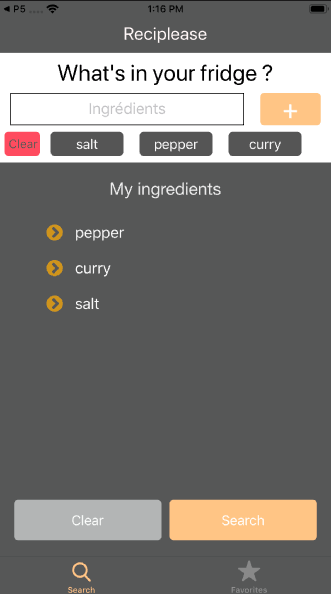 P5 ..... 1:16 PM
Reciplease
What's in your fridge ?
Ingrédients +
Clear salt pepper curry
My ingredients
pepper
curry
salt
Clear Search
Search Favorites